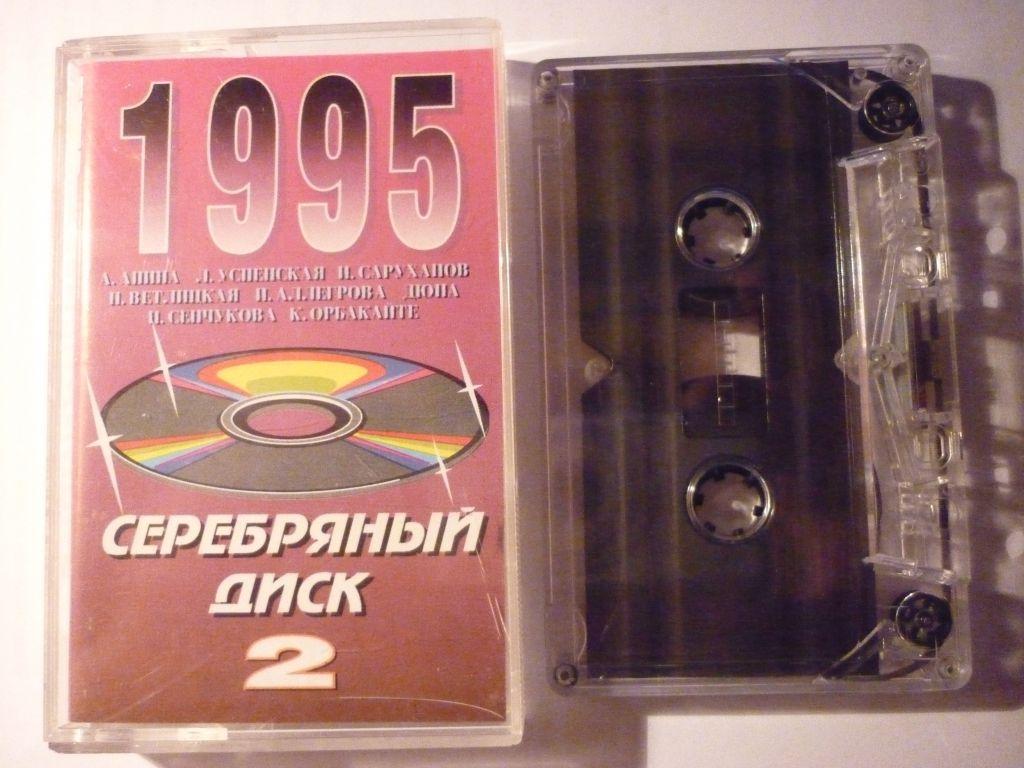 1995
А. АПИНА Л. УСПЕНСКАЯ И. САРУХАНОВ
Н. ВЕТЛИЦКАЯ И. АЛЛЕГРОВА ДЮНА
Н. СЕНЧУКОВА К. ОРБАКАЙТЕ
СЕРЕБРЯНЫЙ
ДИСК
2